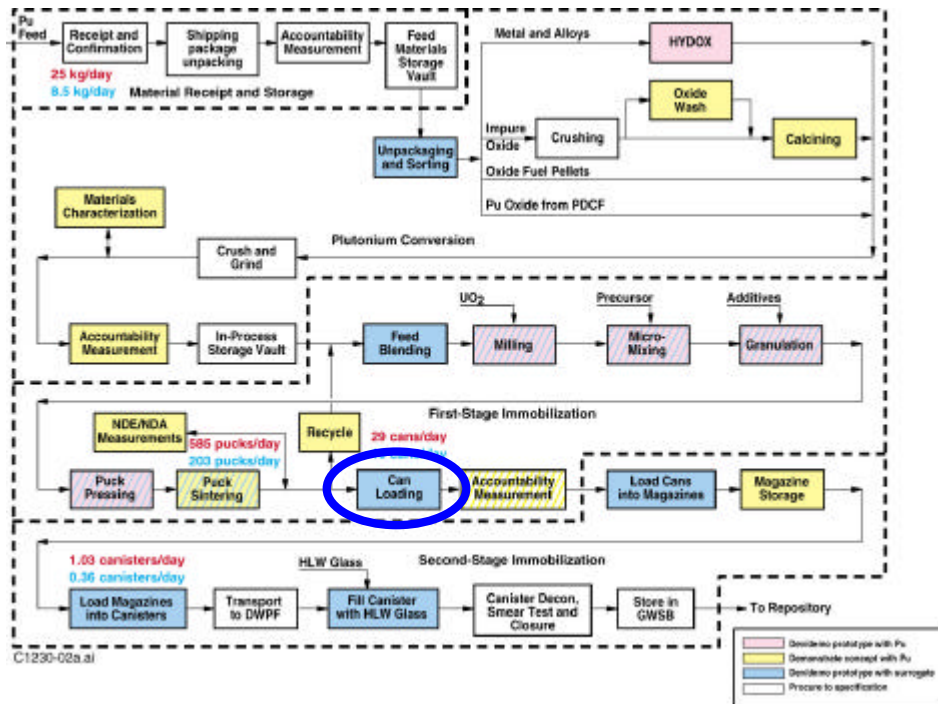 Pu
Feed
Receipt and
Confirmation
Shipping
package
unpacking
Accountability
Measurement
Feed
Materials
Storage
Vault
25 kg/day
8.5 kg/day
Material Receipt and Storage
Metal and Alloys
HYDOX
Oxide
Wash
Impure
Oxide
Crushing
Calcining
Unpackaging
and Sorting
Oxide Fuel Pellets
Pu Oxide from PDCF
Materials
Characterization
Plutonium Conversion
Crush and
Grind
UO2
Precursor
Additives
Accountability
Measurement
In-Process
Storage Vault
Feed
Blending
Milling
Micro-
Mixing
Granulation
First-Stage Immobilization
NDE/NDA
Measurements
585 pucks/day
203 pucks/day
Recycle
29 cans/day
Puck
Pressing
Puck
Sintering
Can
Loading
Accountability
Measurement
Load Cans
into Magazines
Magazine
Storage
1.03 canisters/day
0.36 canisters/day
HLW Glass
Second-Stage Immobilization
Load Magazines
into Canisters
Transport
to DWPF
Fill Canister
with HLW Glass
Canister Decon,
Smear Test and
Closure
Store in
GWSB
To Repository
C1230-02a.ai
Dev/demo prototype with Pu
Demonstrate concept with Pu
Dev/demo prototype with surrogate
Procure to specification